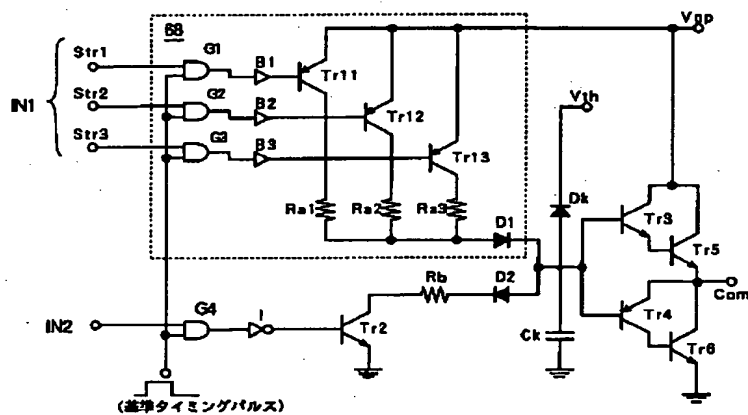 68
Vpp
Str1
G1
B1
Tr11
Str2
G2
B2
Tr12
Vth
IN1
Str3
G3
B3
Tr13
Dk
Ra1
Ra2
Ra3
D1
Tr3
Tr5
Rb
D2
Com
G4
I
IN2
Tr2
Ck
Tr4
Tr6
(基準タイミングパルス)